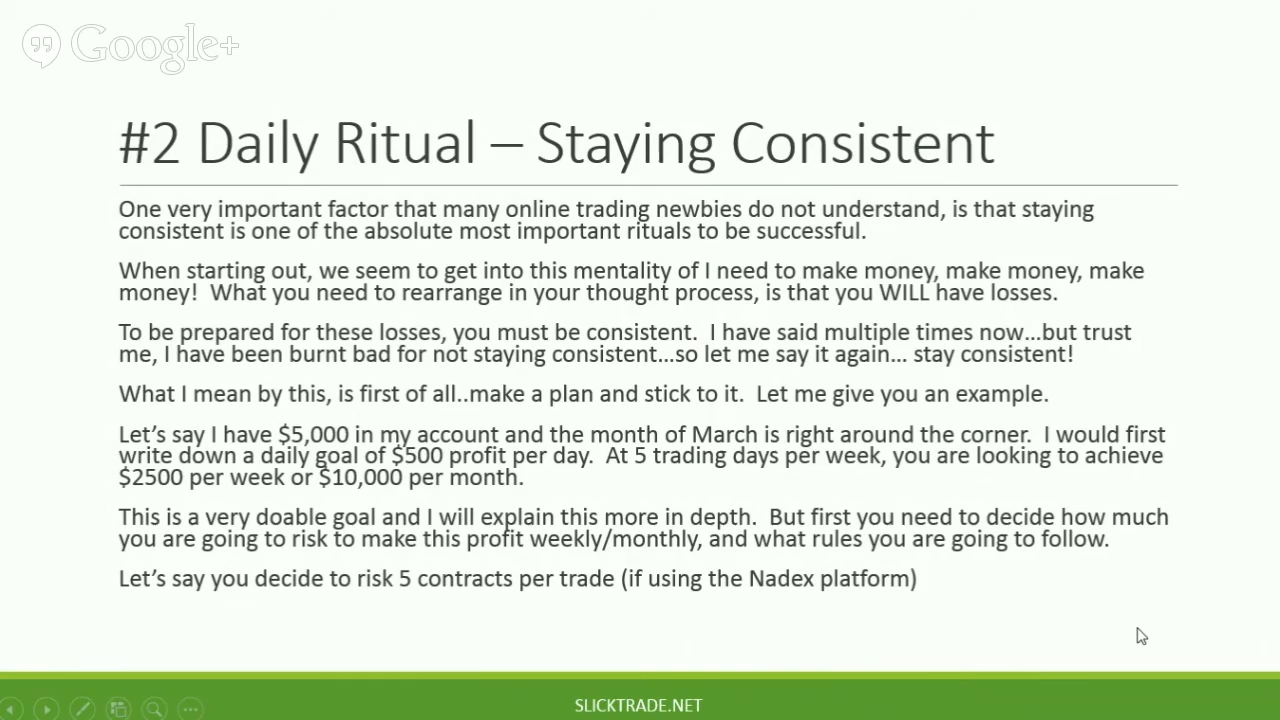 Google+
#2 Daily Ritual – Staying Consistent
One very important factor that many online trading newbies do not understand, is that staying
consistent is one of the absolute most important rituals to be successful.
When starting out, we seem to get into this mentality of I need to make money, make money, make
money!  What you need to rearrange in your thought process, is that you WILL have losses.
To be prepared for these losses, you must be consistent.  I have said multiple times now…but trust
me, I have been burnt bad for not staying consistent…so let me say it again… stay consistent!
What I mean by this, is first of all..make a plan and stick to it.  Let me give you an example.
Let’s say I have $5,000 in my account and the month of March is right around the corner.  I would first
write down a daily goal of $500 profit per day.  At 5 trading days per week, you are looking to achieve
$2500 per week or $10,000 per month.
This is a very doable goal and I will explain this more in depth.  But first you need to decide how much
you are going to risk to make this profit weekly/monthly, and what rules you are going to follow.
Let’s say you decide to risk 5 contracts per trade (if using the Nadex platform)
SLICKTRADE.NET